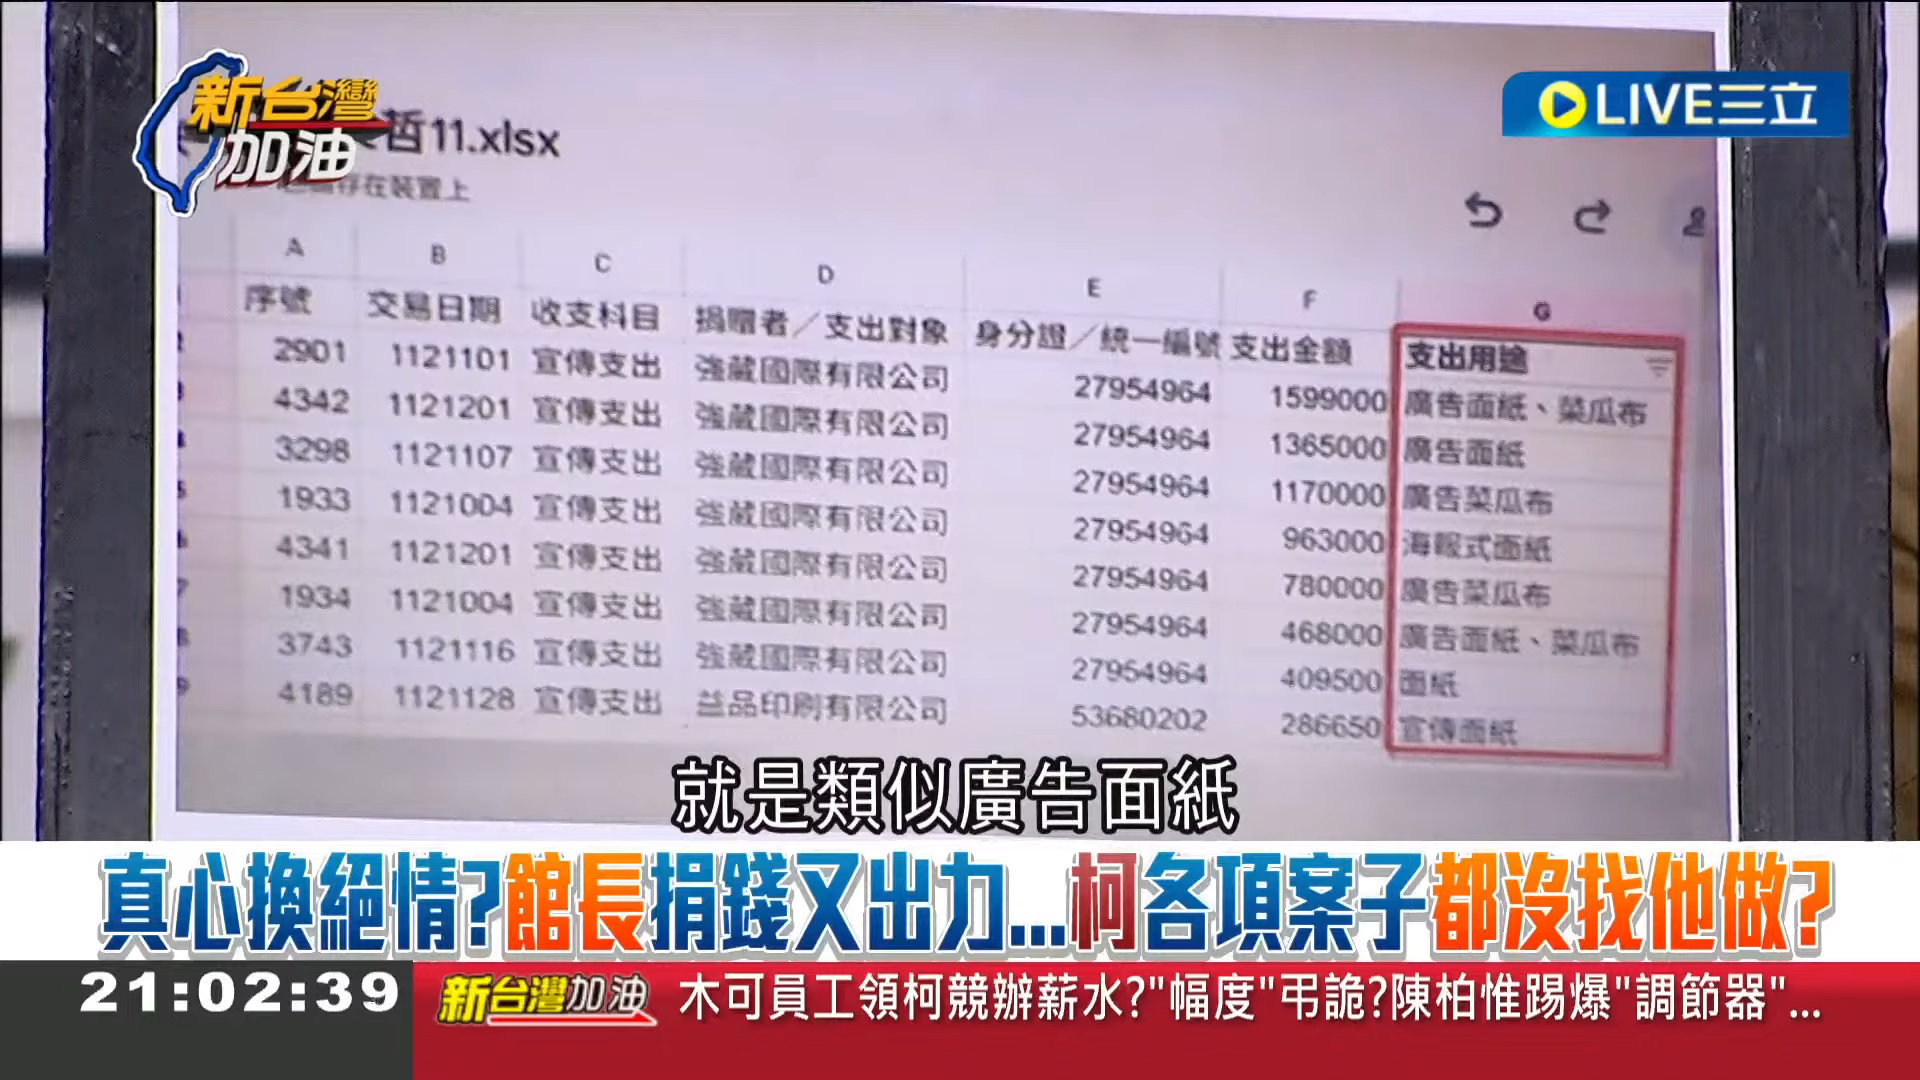 新台灣加油
LIVE三立
哲11.xlsx
存在裝置上
A B C D E F G
序號 交易日期 收支科目 捐贈者／支出對象 身分證／統一編號 支出金額 支出用途
2901 1121101 宣傳支出 強葳國際有限公司 27954964 1599000 廣告面紙、菜瓜布
4342 1121201 宣傳支出 強葳國際有限公司 27954964 1365000 廣告面紙
3298 1121107 宣傳支出 強葳國際有限公司 27954964 1170000 廣告菜瓜布
1933 1121004 宣傳支出 強葳國際有限公司 27954964 963000 海報式面紙
4341 1121201 宣傳支出 強葳國際有限公司 27954964 780000 廣告菜瓜布
1934 1121004 宣傳支出 強葳國際有限公司 27954964 468000 廣告面紙、菜瓜布
3743 1121116 宣傳支出 強葳國際有限公司 27954964 409500 面紙
4189 1121128 宣傳支出 益品印刷有限公司 53680202 286650 宣傳面紙
就是類似廣告面紙
真心換絕情?館長捐錢又出力...柯各項案子都沒找他做?
21:02:39 新台灣加油 木可員工領柯競辦薪水?"幅度"弔詭?陳柏惟踢爆"調節器"...